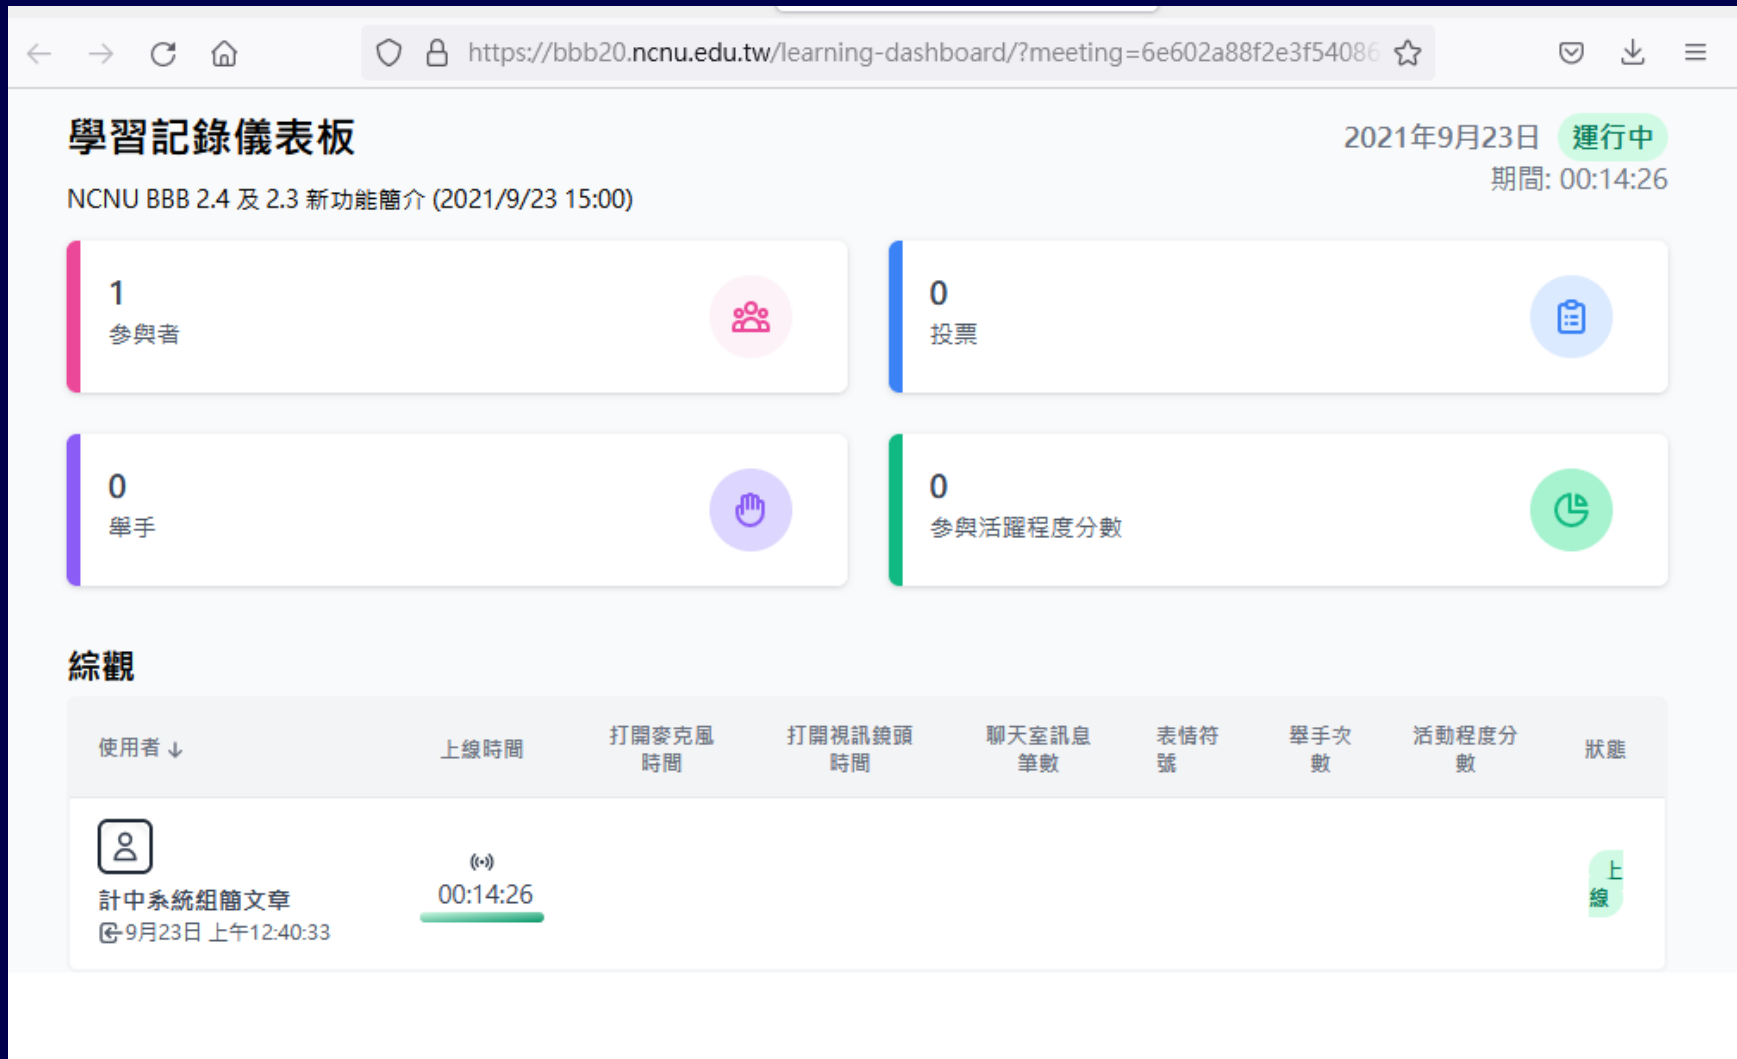 https://bbb20.ncnu.edu.tw/learning-dashboard/?meeting=6e602a88f2e3f54086
學習記錄儀表板
2021年9月23日 運行中
期間: 00:14:26
NCNU BBB 2.4 及 2.3 新功能簡介 (2021/9/23 15:00)
1
參與者
0
投票
0
舉手
0
參與活躍程度分數
綜觀
使用者 上線時間 打開麥克風時間 打開視訊鏡頭時間 聊天室訊息筆數 表情符號 舉手次數 活動程度分數 狀態
00:14:26
上線
計中系統組簡文章
9月23日 上午12:40:33